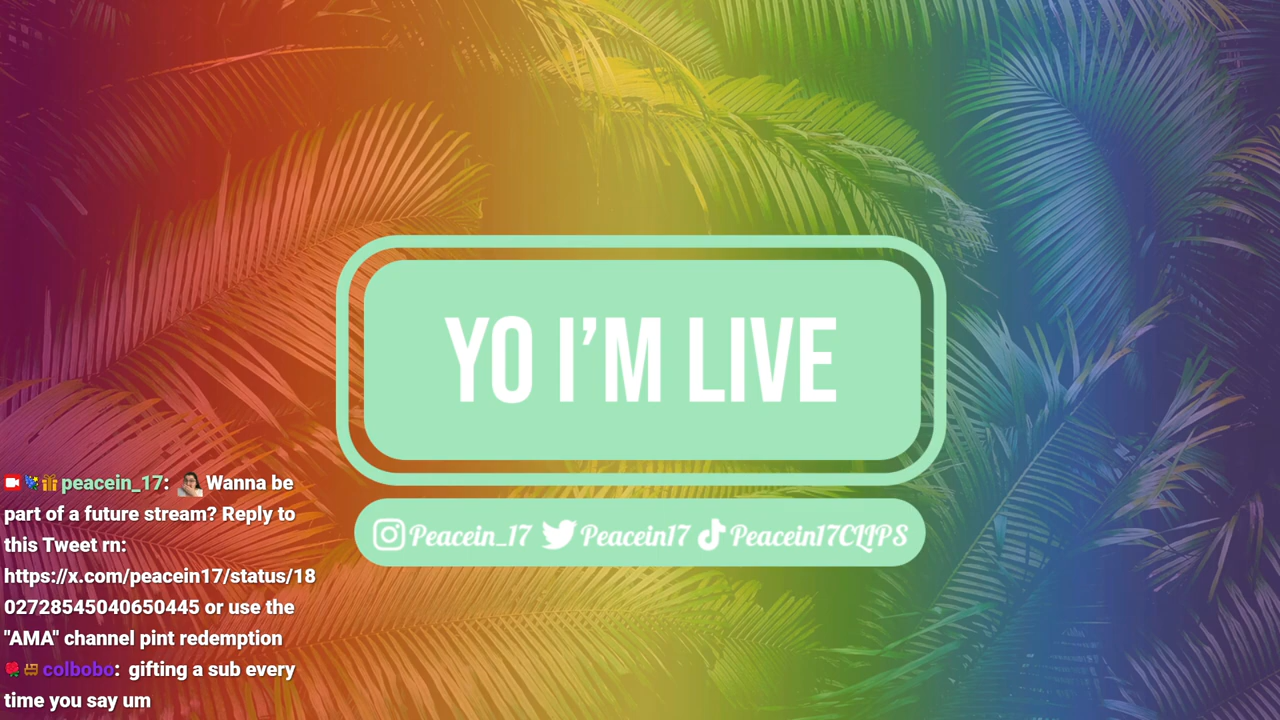 YO I'M LIVE
Peacein_17 Peacein17 Peacein17CLIPS
peacein_17: Wanna be
part of a future stream? Reply to
this Tweet rn:
https://x.com/peacein17/status/18
02728545040650445 or use the
"AMA" channel pint redemption
colbobo: gifting a sub every
time you say um